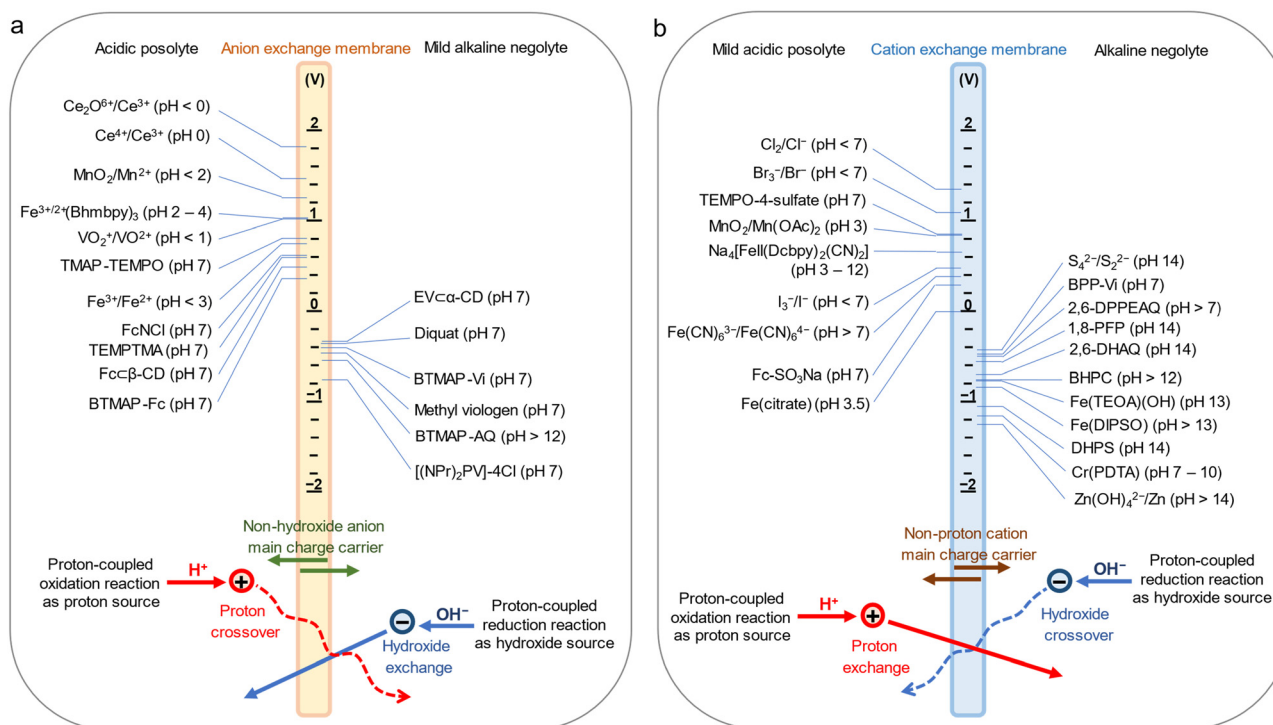 a
Acidic posolyte
Anion exchange membrane
Mild alkaline negolyte
(V)
2
1
0
−1
−2
Ce₂O⁶⁺/Ce³⁺ (pH < 0)
Ce⁴⁺/Ce³⁺ (pH 0)
MnO₂/Mn²⁺ (pH < 2)
Fe³⁺/²⁺(Bhmbpy)₃ (pH 2 – 4)
VO₂⁺/VO²⁺ (pH < 1)
TMAP-TEMPO (pH 7)
Fe³⁺/Fe²⁺ (pH < 3)
FcNCl (pH 7)
TEMPTMA (pH 7)
Fc⊂β-CD (pH 7)
BTMAP-Fc (pH 7)
EV⊂α-CD (pH 7)
Diquat (pH 7)
BTMAP-Vi (pH 7)
Methyl viologen (pH 7)
BTMAP-AQ (pH > 12)
[(NPr)₂PV]-4Cl (pH 7)
Non-hydroxide anion
main charge carrier
Proton-coupled
oxidation reaction
as proton source
H⁺
+
Proton
crossover
−
OH⁻
Hydroxide
exchange
Proton-coupled
reduction reaction
as hydroxide source
b
Mild acidic posolyte
Cation exchange membrane
Alkaline negolyte
(V)
2
1
0
−1
−2
Cl₂/Cl⁻ (pH < 7)
Br₃⁻/Br⁻ (pH < 7)
TEMPO-4-sulfate (pH 7)
MnO₂/Mn(OAc)₂ (pH 3)
Na₄[FeII(Dcbpy)₂(CN)₂]
(pH 3 – 12)
I₃⁻/I⁻ (pH < 7)
Fe(CN)₆³⁻/Fe(CN)₆⁴⁻ (pH > 7)
Fc-SO₃Na (pH 7)
Fe(citrate) (pH 3.5)
S₄²⁻/S₂²⁻ (pH 14)
BPP-Vi (pH 7)
2,6-DPPEAQ (pH > 7)
1,8-PFP (pH 14)
2,6-DHAQ (pH 14)
BHPC (pH > 12)
Fe(TEOA)(OH) (pH 13)
Fe(DIPSO) (pH > 13)
DHPS (pH 14)
Cr(PDTA) (pH 7 – 10)
Zn(OH)₄²⁻/Zn (pH > 14)
Non-proton cation
main charge carrier
Proton-coupled
oxidation reaction
as proton source
H⁺
+
Proton
exchange
−
OH⁻
Hydroxide
crossover
Proton-coupled
reduction reaction
as hydroxide source